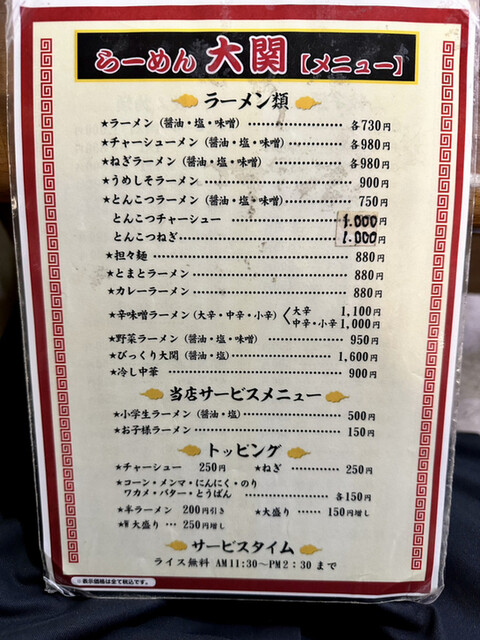 らーめん 大関【メニュー】
ラーメン類
★ラーメン（醤油・塩・味噌）……………… 各730円
★チャーシューメン（醤油・塩・味噌）………… 各980円
★ねぎラーメン（醤油・塩・味噌）…………… 各980円
★うめしそラーメン…………………………… 900円
★とんこつラーメン（醤油・塩・味噌）………… 750円
とんこつチャーシュー ………………… 1.000円
とんこつねぎ………………………… 1.000円
★担々麺 ……………………………… 880円
★とまとラーメン……………………………… 880円
★カレーラーメン……………………………… 880円
★辛味噌ラーメン（大辛・中辛・小辛）〈大辛 1,100円
中辛・小辛 1,000円
★野菜ラーメン（醤油・塩・味噌）…………… 950円
★びっくり大関（醤油・塩）………………… 1,600円
★冷し中華 …………………………… 900円
当店サービスメニュー
★小学生ラーメン（醤油・塩）……………… 500円
★お子様ラーメン……………………………… 150円
トッピング
★チャーシュー 250円 ★ねぎ ………… 250円
★コーン・メンマ・にんにく・のり
ワカメ・バター・とうばん ……………… 各150円
★半ラーメン 200円引き ★大盛り … 150円増し
★W大盛り … 250円増し
サービスタイム
ライス無料 AM11:30～PM2:30まで
※表示価格は全て税込です。